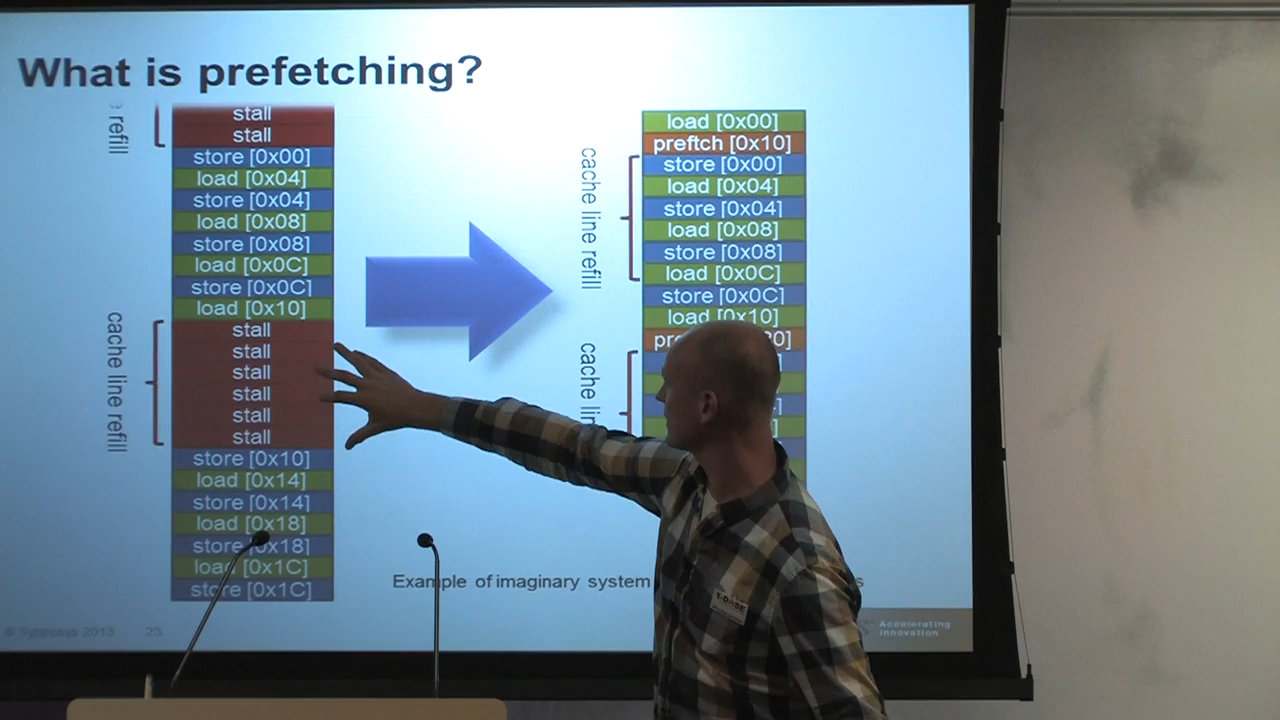 What is prefetching?
refill
stall
stall
store [0x00]
load [0x04]
store [0x04]
load [0x08]
store [0x08]
load [0x0C]
store [0x0C]
load [0x10]
cache line refill
stall
stall
stall
stall
stall
stall
store [0x10]
load [0x14]
store [0x14]
load [0x18]
store [0x18]
load [0x1C]
store [0x1C]
load [0x00]
preftch [0x10]
cache line refill
store [0x00]
load [0x04]
store [0x04]
load [0x08]
store [0x08]
load [0x0C]
store [0x0C]
load [0x10]
cache
Example of imaginary system
© Synopsys 2013 23
Accelerating
Innovation
T-DOSE